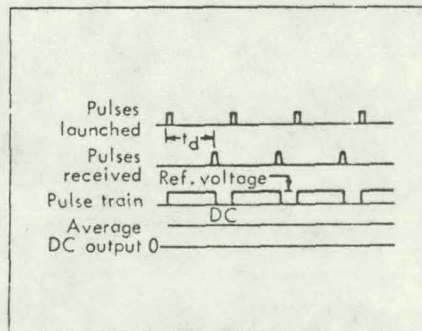 Pulses
launched
td
Pulses
received
Ref. voltage
Pulse train
DC
Average
DC output 0